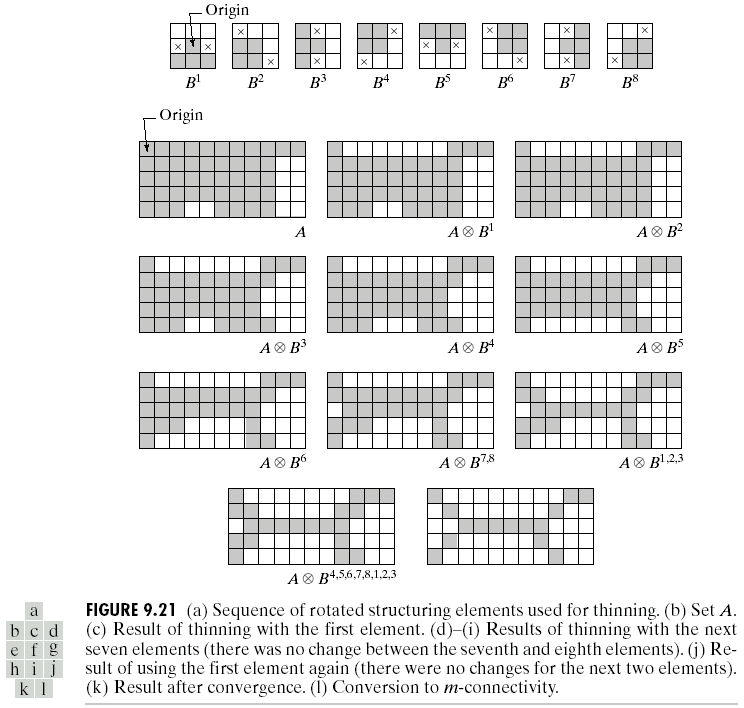 Origin
B1 B2 B3 B4 B5 B6 B7 B8
Origin
A A ⊗ B1 A ⊗ B2
A ⊗ B3 A ⊗ B4 A ⊗ B5
A ⊗ B6 A ⊗ B7,8 A ⊗ B1,2,3
A ⊗ B4,5,6,7,8,1,2,3
a
b c d
e f g
h i j
k l
FIGURE 9.21 (a) Sequence of rotated structuring elements used for thinning. (b) Set A.
(c) Result of thinning with the first element. (d)–(i) Results of thinning with the next
seven elements (there was no change between the seventh and eighth elements). (j) Re-
sult of using the first element again (there were no changes for the next two elements).
(k) Result after convergence. (l) Conversion to m-connectivity.